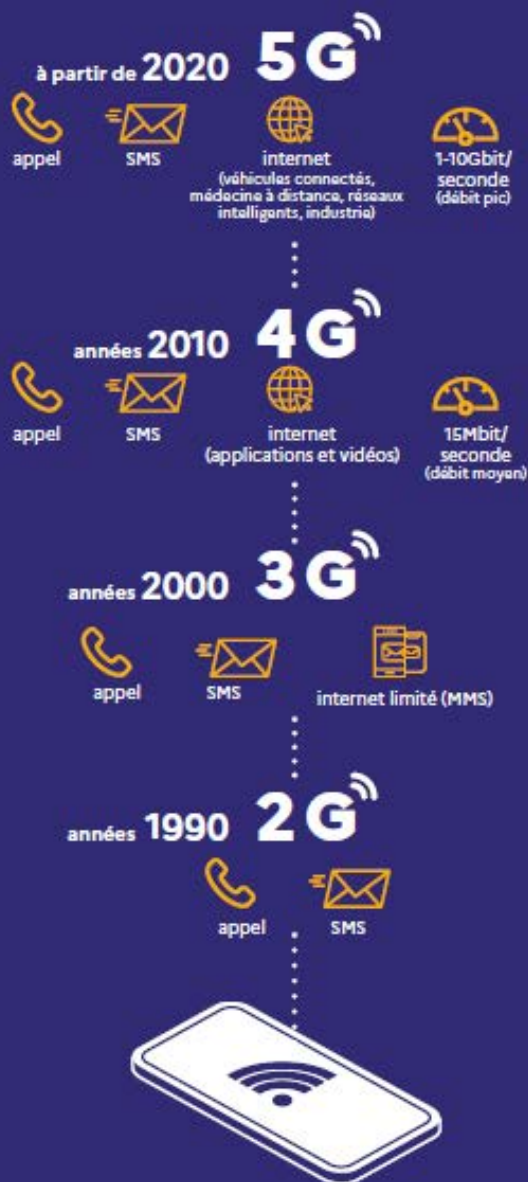 à partir de 2020 5G
appel
SMS
internet
(véhicules connectés,
médecine à distance, réseaux
intelligents, industrie)
1-10Gbit/
seconde
(débit pic)
années 2010 4G
appel
SMS
internet
(applications et vidéos)
15Mbit/
seconde
(débit moyen)
années 2000 3G
appel
SMS
internet limité (MMS)
années 1990 2G
appel
SMS